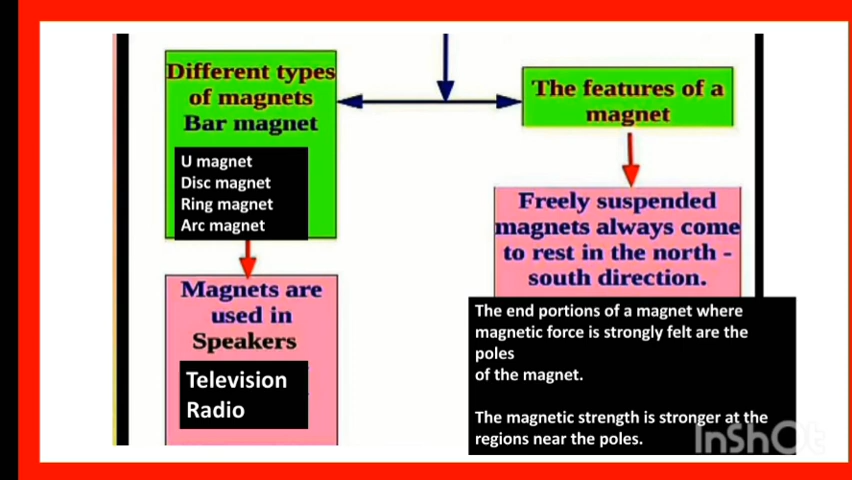 Different types
of magnets
Bar magnet
U magnet
Disc magnet
Ring magnet
Arc magnet
Magnets are
used in
Speakers
Television
Radio
The features of a
magnet
Freely suspended
magnets always come
to rest in the north -
south direction.
The end portions of a magnet where
magnetic force is strongly felt are the
poles
of the magnet.
The magnetic strength is stronger at the
regions near the poles.
InShOt